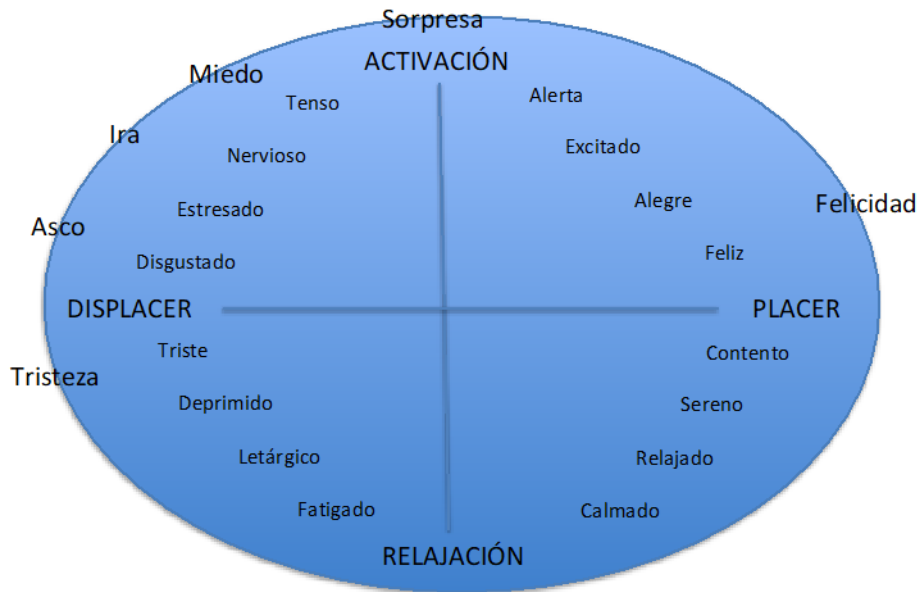 Sorpresa
ACTIVACIÓN
Miedo
Tenso
Alerta
Ira
Nervioso
Excitado
Estresado
Alegre
Felicidad
Asco
Disgustado
Feliz
DISPLACER
PLACER
Triste
Contento
Tristeza
Deprimido
Sereno
Letárgico
Relajado
Fatigado
Calmado
RELAJACIÓN